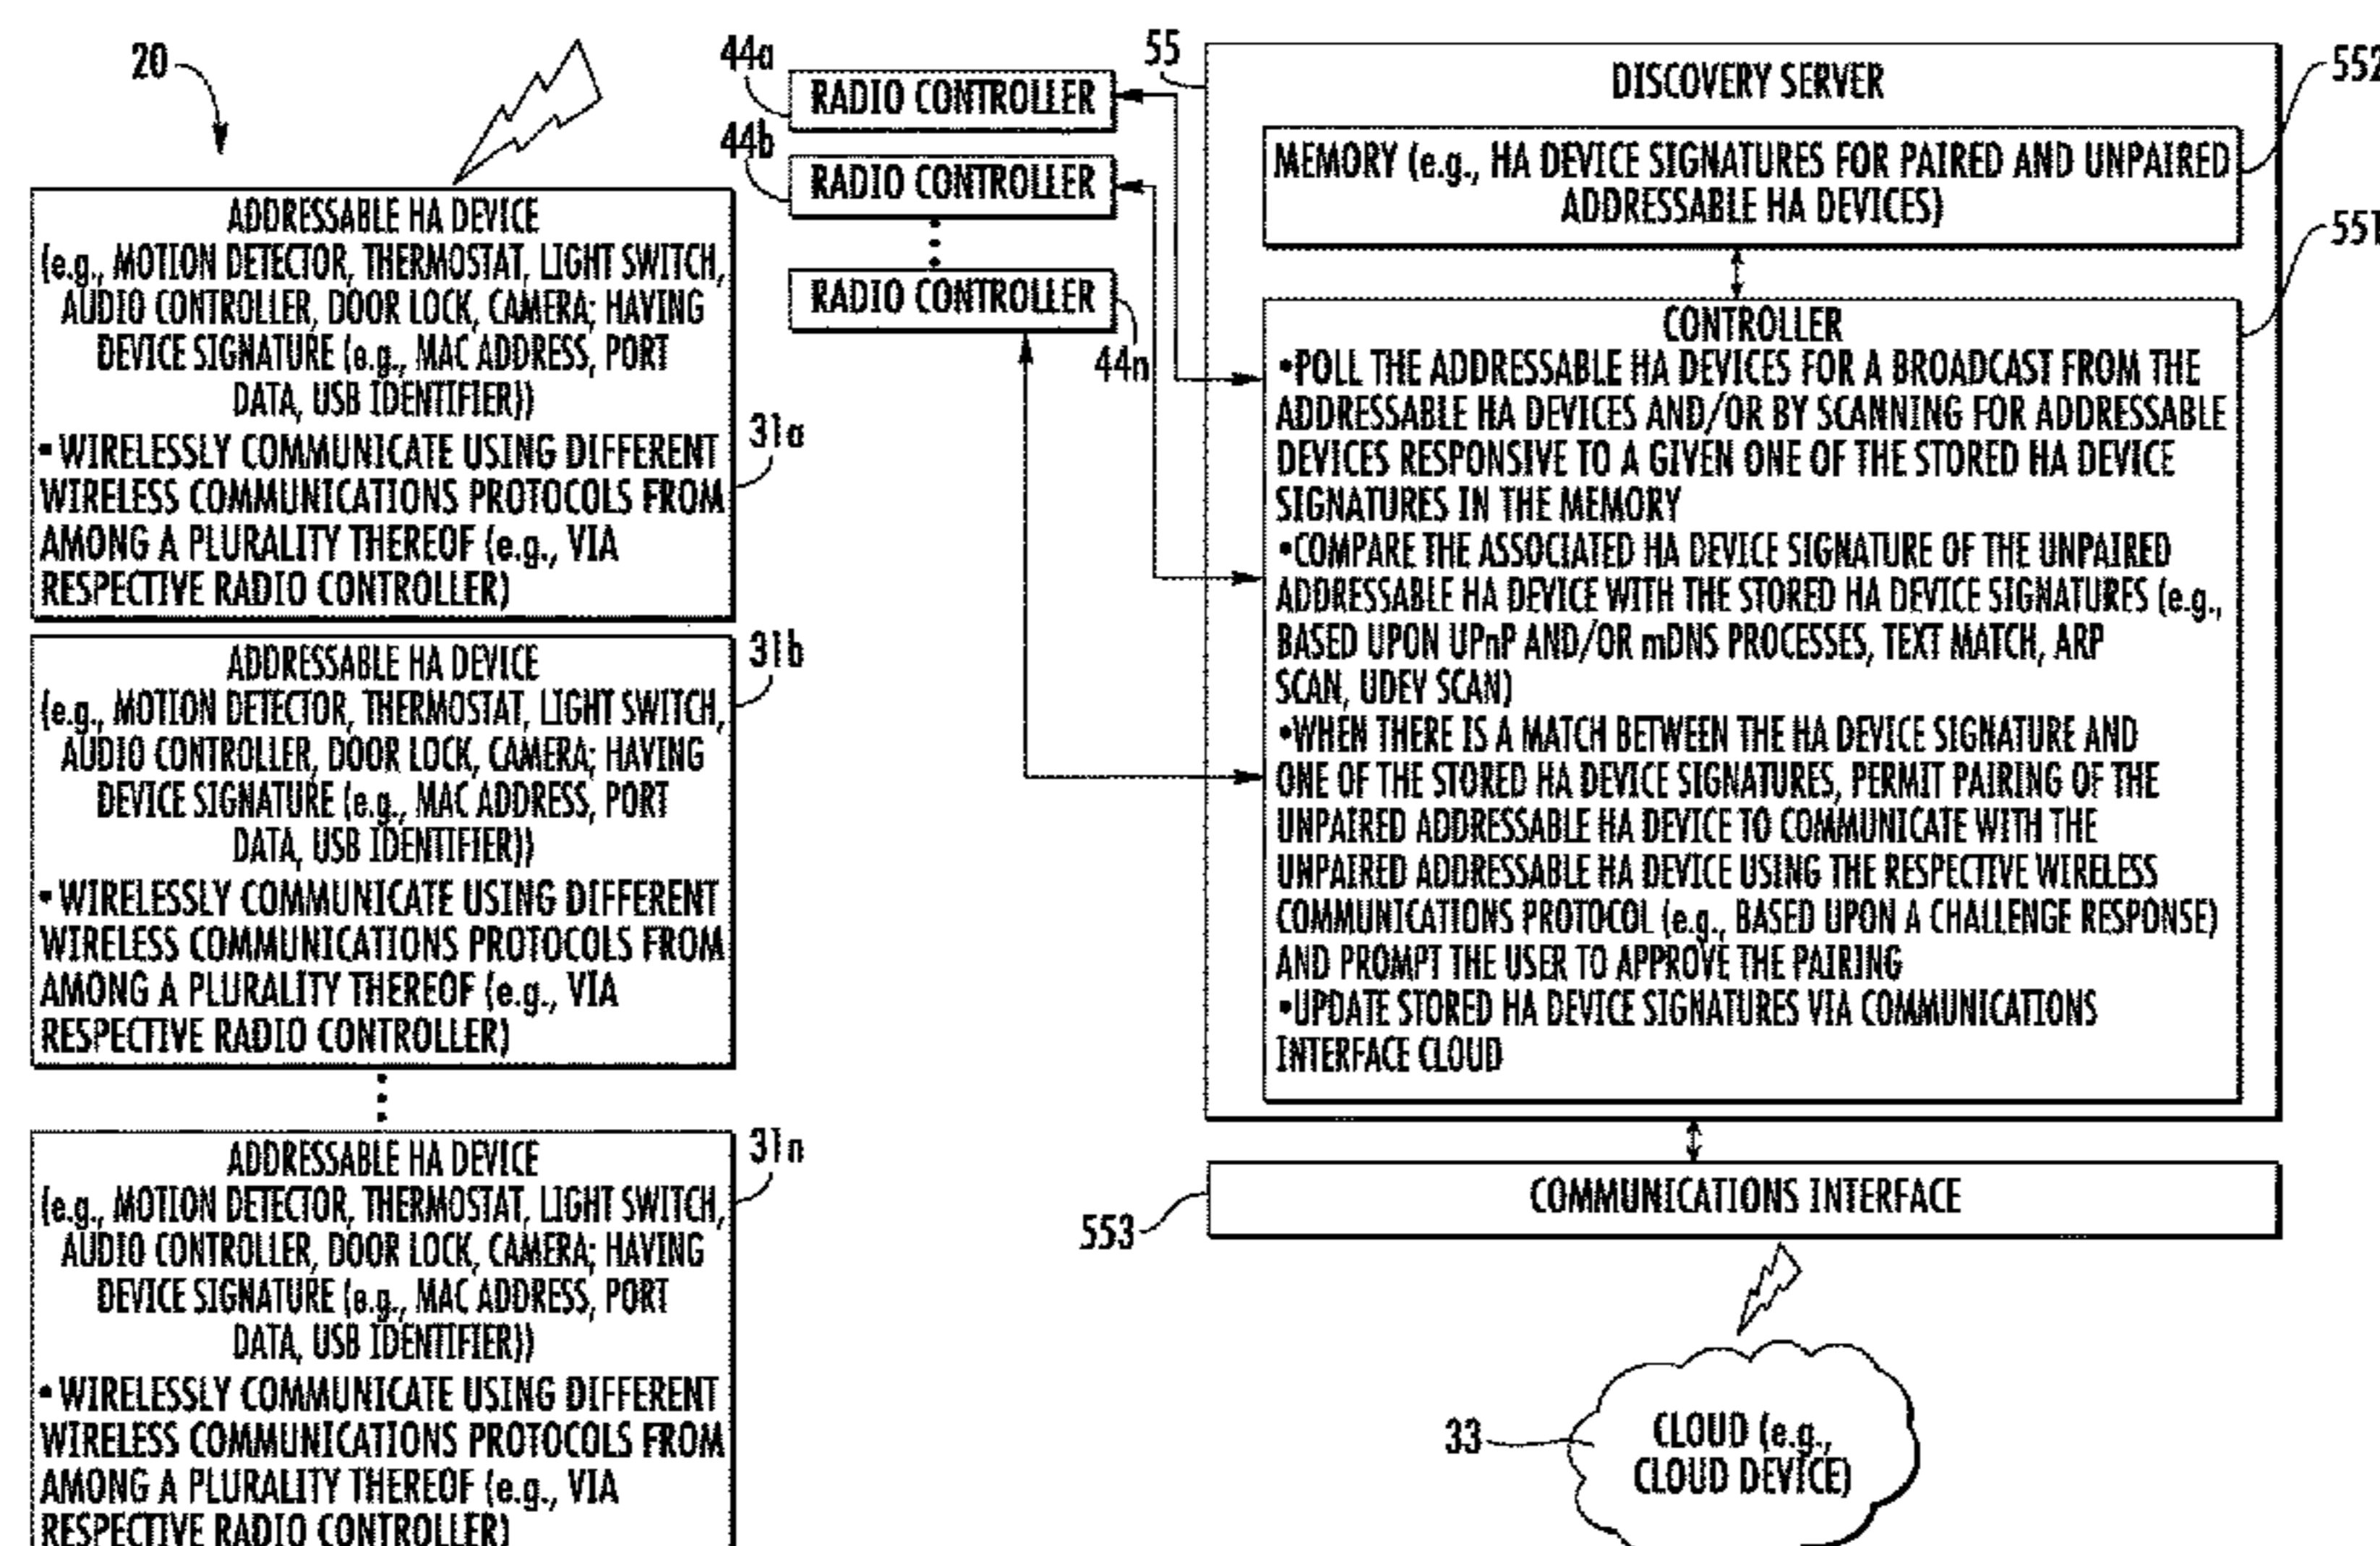 20
44a
RADIO CONTROLLER
44b
RADIO CONTROLLER
RADIO CONTROLLER
44n
ADDRESSABLE HA DEVICE
(e.g., MOTION DETECTOR, THERMOSTAT, LIGHT SWITCH,
AUDIO CONTROLLER, DOOR LOCK, CAMERA; HAVING
DEVICE SIGNATURE (e.g., MAC ADDRESS, PORT
DATA, USB IDENTIFIER))
• WIRELESSLY COMMUNICATE USING DIFFERENT
WIRELESS COMMUNICATIONS PROTOCOLS FROM
AMONG A PLURALITY THEREOF (e.g., VIA
RESPECTIVE RADIO CONTROLLER)
31a
ADDRESSABLE HA DEVICE
(e.g., MOTION DETECTOR, THERMOSTAT, LIGHT SWITCH,
AUDIO CONTROLLER, DOOR LOCK, CAMERA; HAVING
DEVICE SIGNATURE (e.g., MAC ADDRESS, PORT
DATA, USB IDENTIFIER))
• WIRELESSLY COMMUNICATE USING DIFFERENT
WIRELESS COMMUNICATIONS PROTOCOLS FROM
AMONG A PLURALITY THEREOF (e.g., VIA
RESPECTIVE RADIO CONTROLLER)
31b
ADDRESSABLE HA DEVICE
(e.g., MOTION DETECTOR, THERMOSTAT, LIGHT SWITCH,
AUDIO CONTROLLER, DOOR LOCK, CAMERA; HAVING
DEVICE SIGNATURE (e.g., MAC ADDRESS, PORT
DATA, USB IDENTIFIER))
• WIRELESSLY COMMUNICATE USING DIFFERENT
WIRELESS COMMUNICATIONS PROTOCOLS FROM
AMONG A PLURALITY THEREOF (e.g., VIA
RESPECTIVE RADIO CONTROLLER)
31n
55
DISCOVERY SERVER
552
MEMORY (e.g., HA DEVICE SIGNATURES FOR PAIRED AND UNPAIRED
ADDRESSABLE HA DEVICES)
551
CONTROLLER
•POLL THE ADDRESSABLE HA DEVICES FOR A BROADCAST FROM THE
ADDRESSABLE HA DEVICES AND/OR BY SCANNING FOR ADDRESSABLE
DEVICES RESPONSIVE TO A GIVEN ONE OF THE STORED HA DEVICE
SIGNATURES IN THE MEMORY
•COMPARE THE ASSOCIATED HA DEVICE SIGNATURE OF THE UNPAIRED
ADDRESSABLE HA DEVICE WITH THE STORED HA DEVICE SIGNATURES (e.g.,
BASED UPON UPnP AND/OR mDNS PROCESSES, TEXT MATCH, ARP
SCAN, UDEV SCAN)
•WHEN THERE IS A MATCH BETWEEN THE HA DEVICE SIGNATURE AND
ONE OF THE STORED HA DEVICE SIGNATURES, PERMIT PAIRING OF THE
UNPAIRED ADDRESSABLE HA DEVICE TO COMMUNICATE WITH THE
UNPAIRED ADDRESSABLE HA DEVICE USING THE RESPECTIVE WIRELESS
COMMUNICATIONS PROTOCOL (e.g., BASED UPON A CHALLENGE RESPONSE)
AND PROMPT THE USER TO APPROVE THE PAIRING
•UPDATE STORED HA DEVICE SIGNATURES VIA COMMUNICATIONS
INTERFACE CLOUD
553
COMMUNICATIONS INTERFACE
33
CLOUD (e.g.,
CLOUD DEVICE)